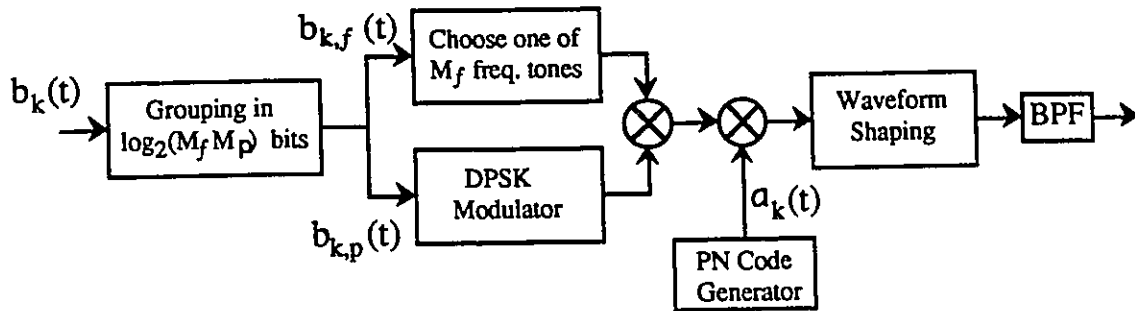 b_k(t)
Grouping in
log_2(M_f M_p) bits
b_{k,f} (t)
Choose one of
M_f freq. tones
b_{k,p}(t)
DPSK
Modulator
a_k(t)
PN Code
Generator
Waveform
Shaping
BPF